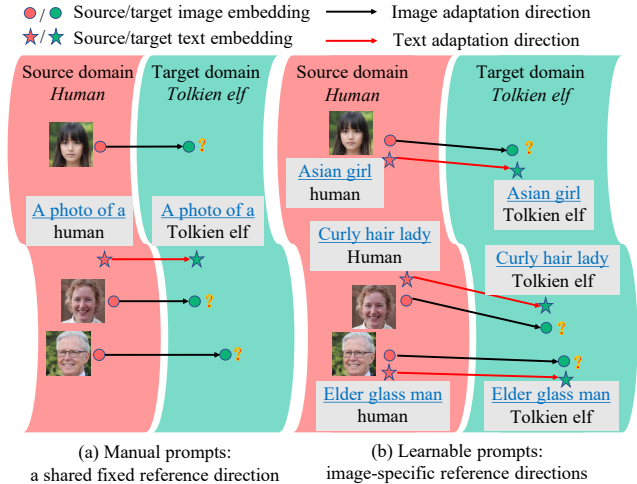 Source/target image embedding
Image adaptation direction
Source/target text embedding
Text adaptation direction
Source domain
Human
Target domain
Tolkien elf
?
A photo of a
human
A photo of a
Tolkien elf
?
?
(a) Manual prompts:
a shared fixed reference direction
Source domain
Human
Target domain
Tolkien elf
?
Asian girl
human
Asian girl
Tolkien elf
Curly hair lady
Human
Curly hair lady
Tolkien elf
?
?
Elder glass man
human
Elder glass man
Tolkien elf
(b) Learnable prompts:
image-specific reference directions